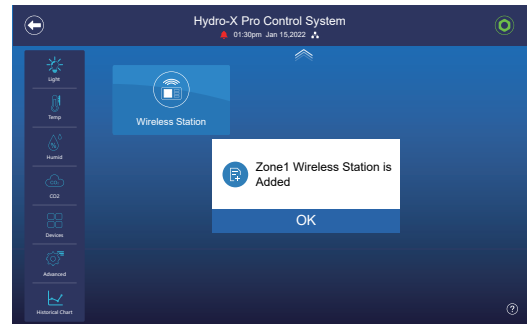 Hydro-X Pro Control System
01:30pm Jan 15,2022
Light
Temp
Humid
CO2
Devices
Advanced
Historical Chart
Wireless Station
Zone1 Wireless Station is
Added
OK
?